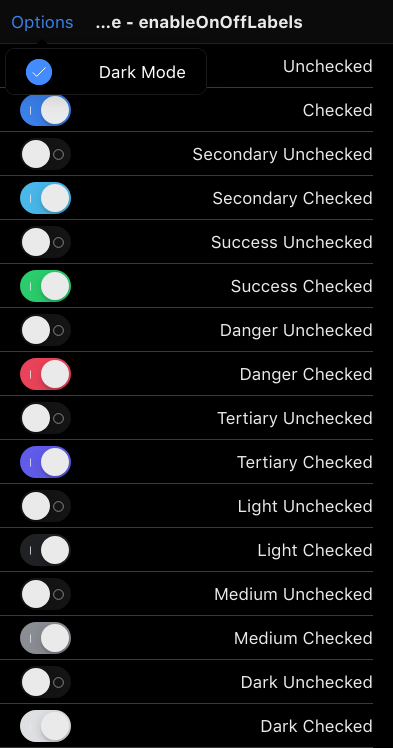 Options
...e - enableOnOffLabels
Dark Mode
Unchecked
Checked
Secondary Unchecked
Secondary Checked
Success Unchecked
Success Checked
Danger Unchecked
Danger Checked
Tertiary Unchecked
Tertiary Checked
Light Unchecked
Light Checked
Medium Unchecked
Medium Checked
Dark Unchecked
Dark Checked